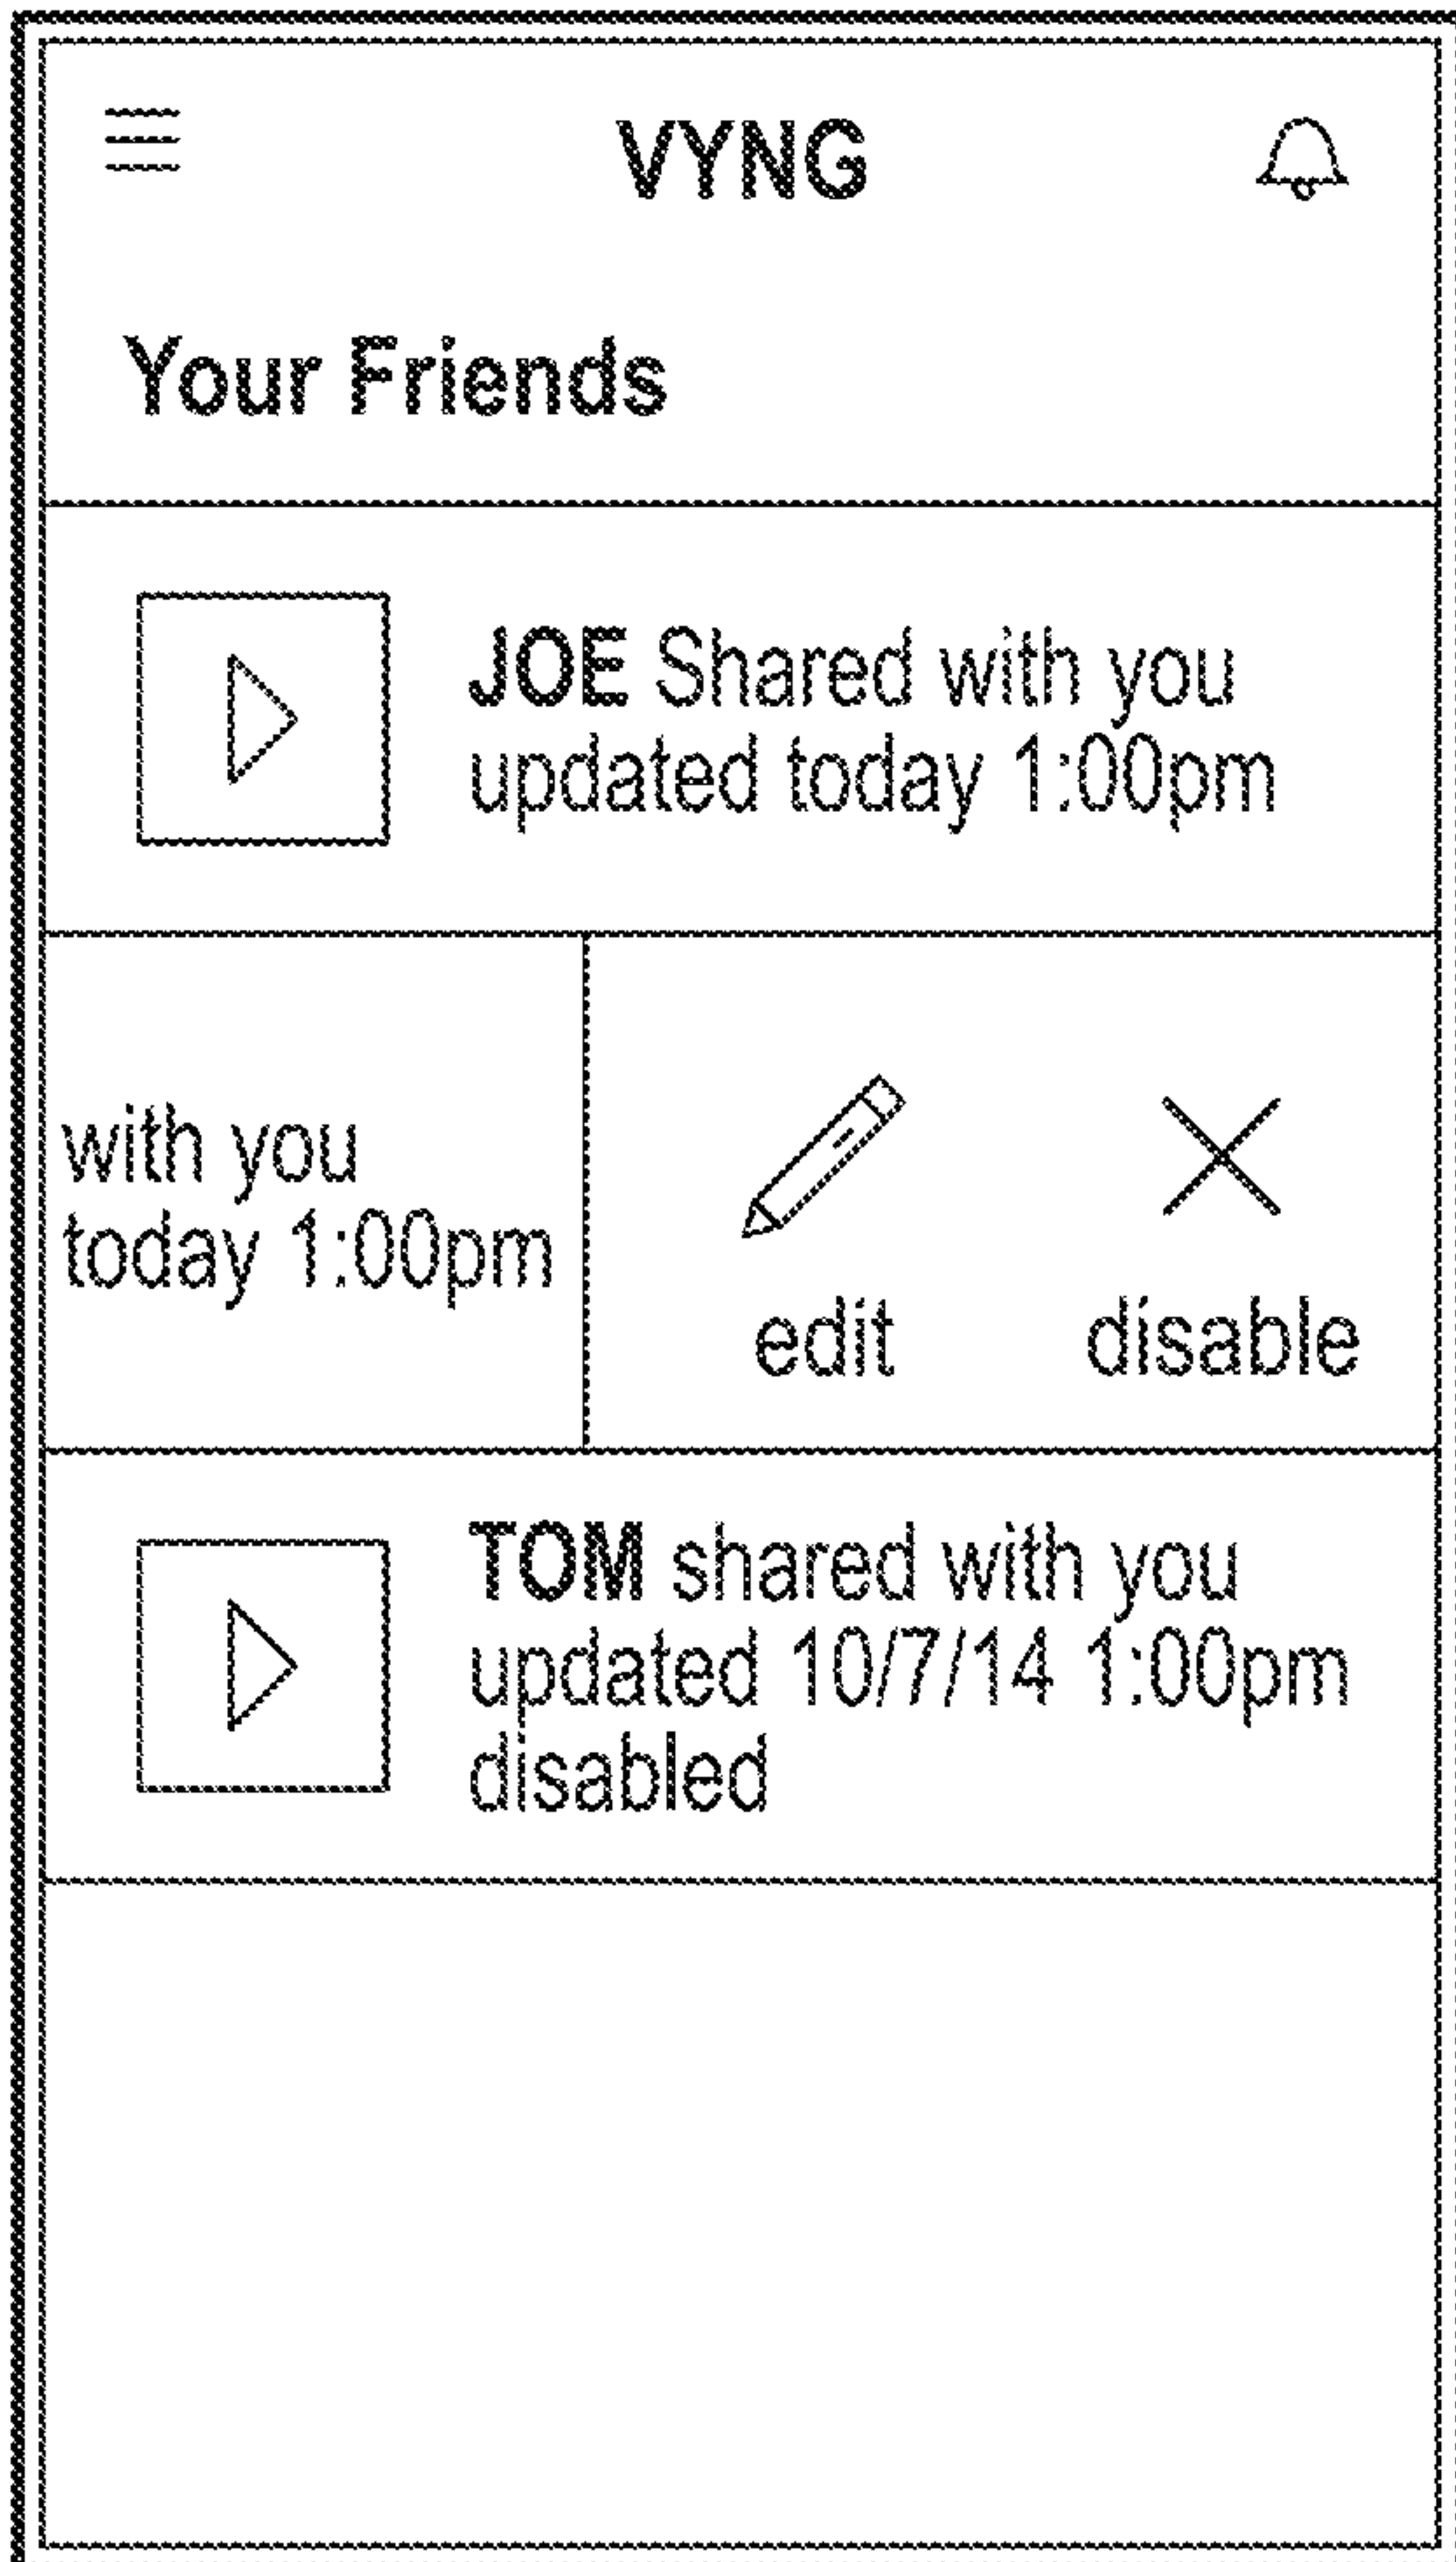 VYNG
Your Friends
JOE Shared with you
updated today 1:00pm
with you
today 1:00pm
edit
disable
TOM shared with you
updated 10/7/14 1:00pm
disabled